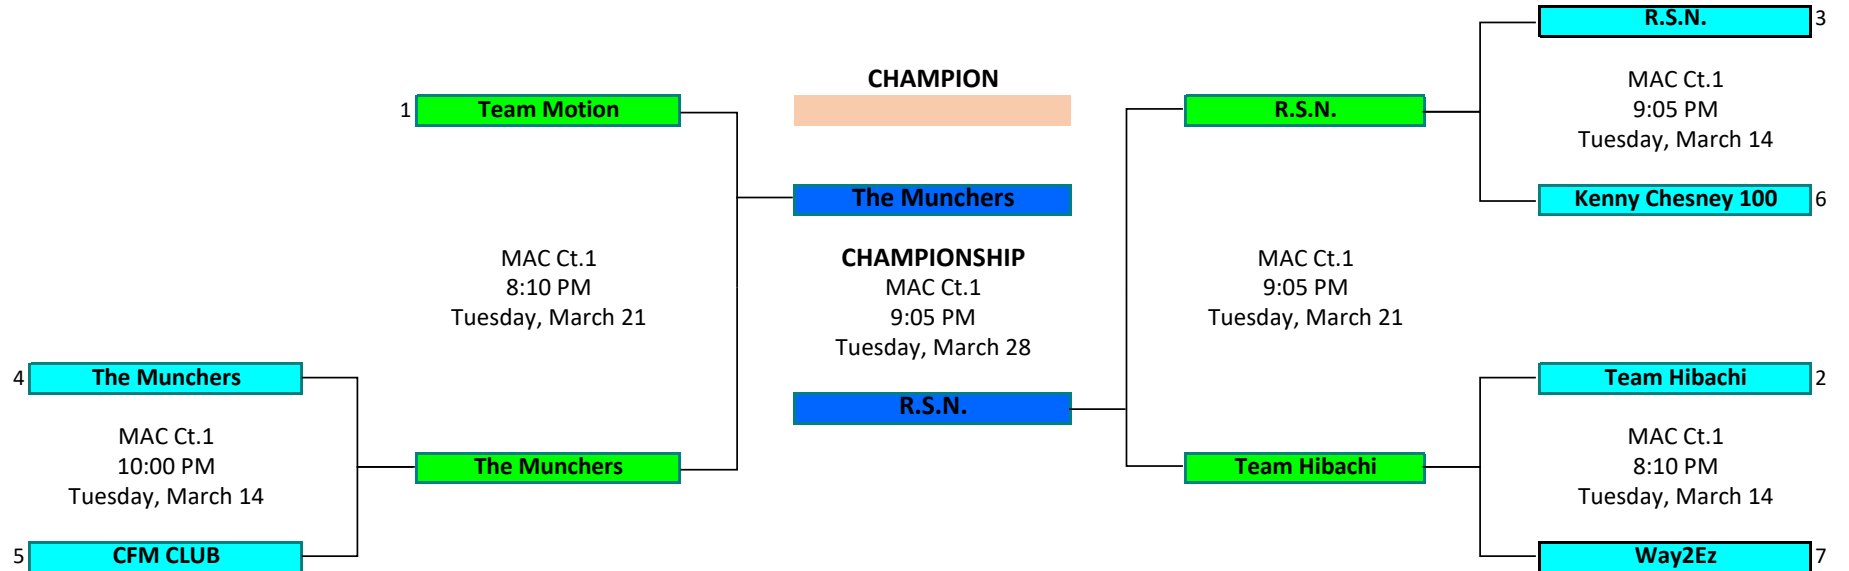 R.S.N. 3
MAC Ct.1
9:05 PM
Tuesday, March 14
Kenny Chesney 100 6
CHAMPION
1 Team Motion
R.S.N.
The Munchers
MAC Ct.1
8:10 PM
Tuesday, March 21
CHAMPIONSHIP
MAC Ct.1
9:05 PM
Tuesday, March 28
MAC Ct.1
9:05 PM
Tuesday, March 21
4 The Munchers
R.S.N.
Team Hibachi 2
MAC Ct.1
10:00 PM
Tuesday, March 14
The Munchers
Team Hibachi
MAC Ct.1
8:10 PM
Tuesday, March 14
5 CFM CLUB
Way2Ez 7